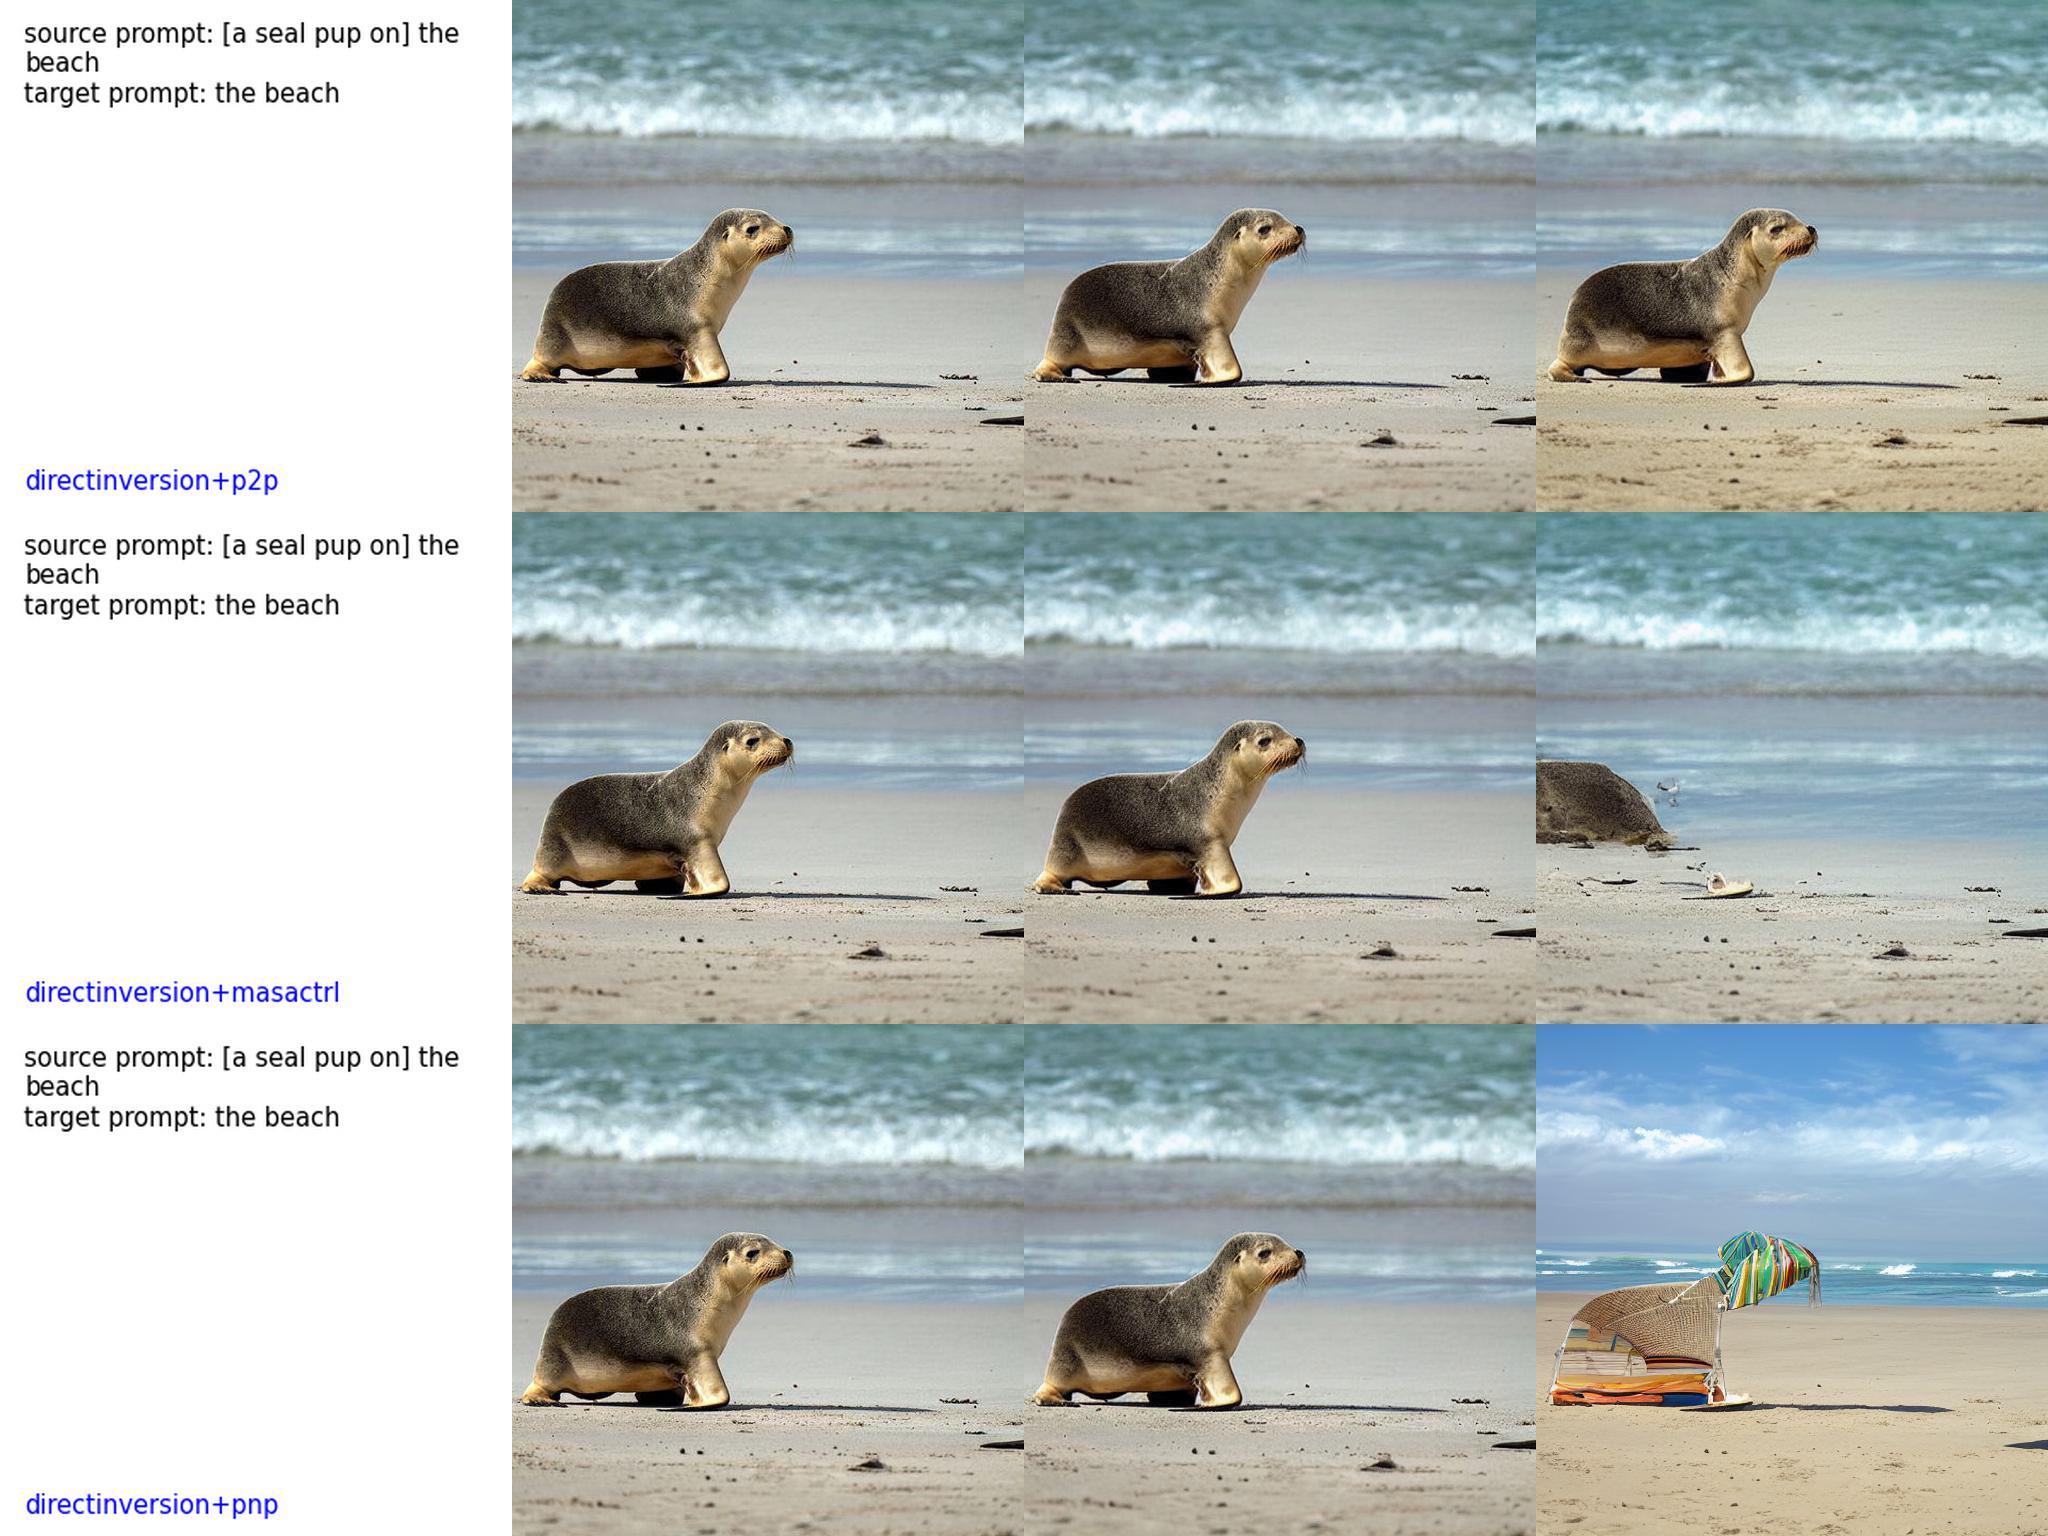 source prompt: [a seal pup on] the
beach
target prompt: the beach
directinversion+p2p
source prompt: [a seal pup on] the
beach
target prompt: the beach
directinversion+masactrl
source prompt: [a seal pup on] the
beach
target prompt: the beach
directinversion+pnp